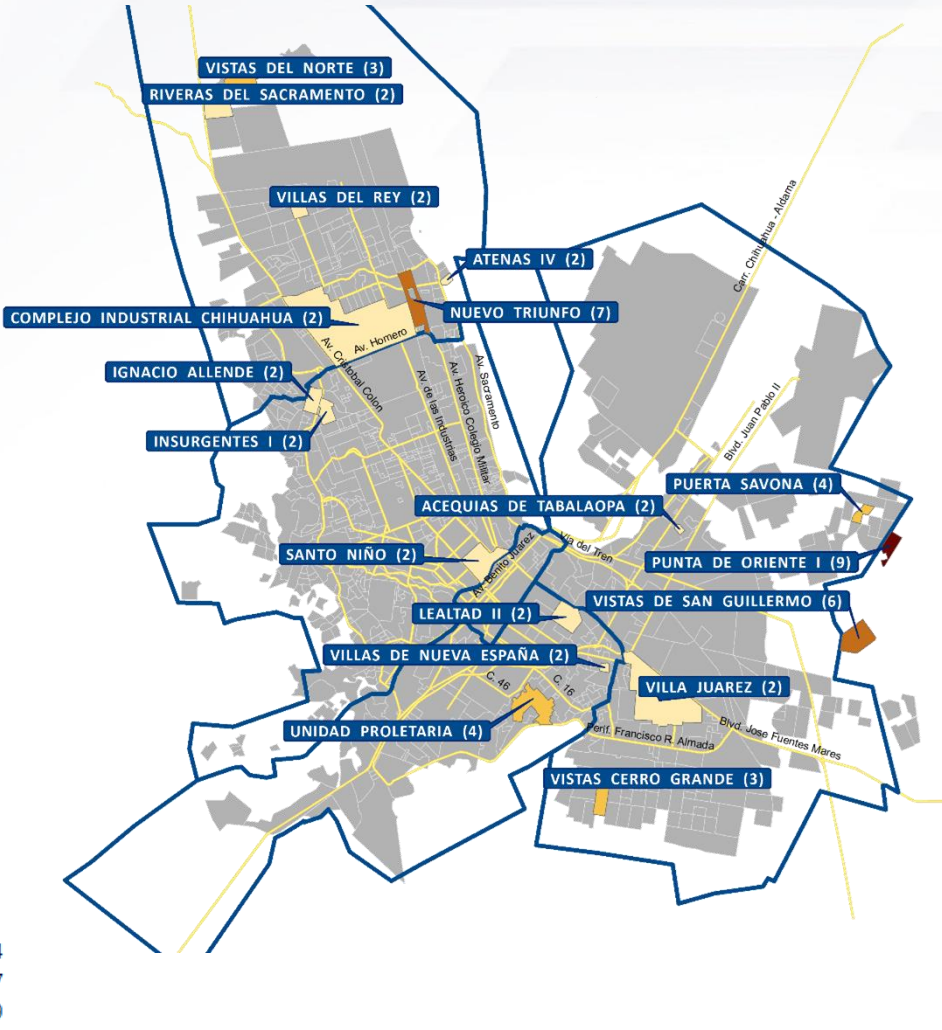 VISTAS DEL NORTE (3)
RIVERAS DEL SACRAMENTO (2)
VILLAS DEL REY (2)
Carr. Chihuahua - Aldama
ATENAS IV (2)
NUEVO TRIUNFO (7)
COMPLEJO INDUSTRIAL CHIHUAHUA (2)
Av. Homero
Av. Cristobal Colon
Av. de las Industrias
Av. Heroico Colegio Militar
Av. Sacramento
IGNACIO ALLENDE (2)
INSURGENTES I (2)
Blvd. Juan Pablo II
PUERTA SAVONA (4)
ACEQUIAS DE TABALAOPA (2)
Via del Tren
SANTO NIÑO (2)
Av. Benito Juarez
PUNTA DE ORIENTE I (9)
VISTAS DE SAN GUILLERMO (6)
LEALTAD II (2)
VILLAS DE NUEVA ESPAÑA (2)
C. 46
C. 16
VILLA JUAREZ (2)
UNIDAD PROLETARIA (4)
Perif. Francisco R. Almada
Blvd. Jose Fuentes Mares
VISTAS CERRO GRANDE (3)